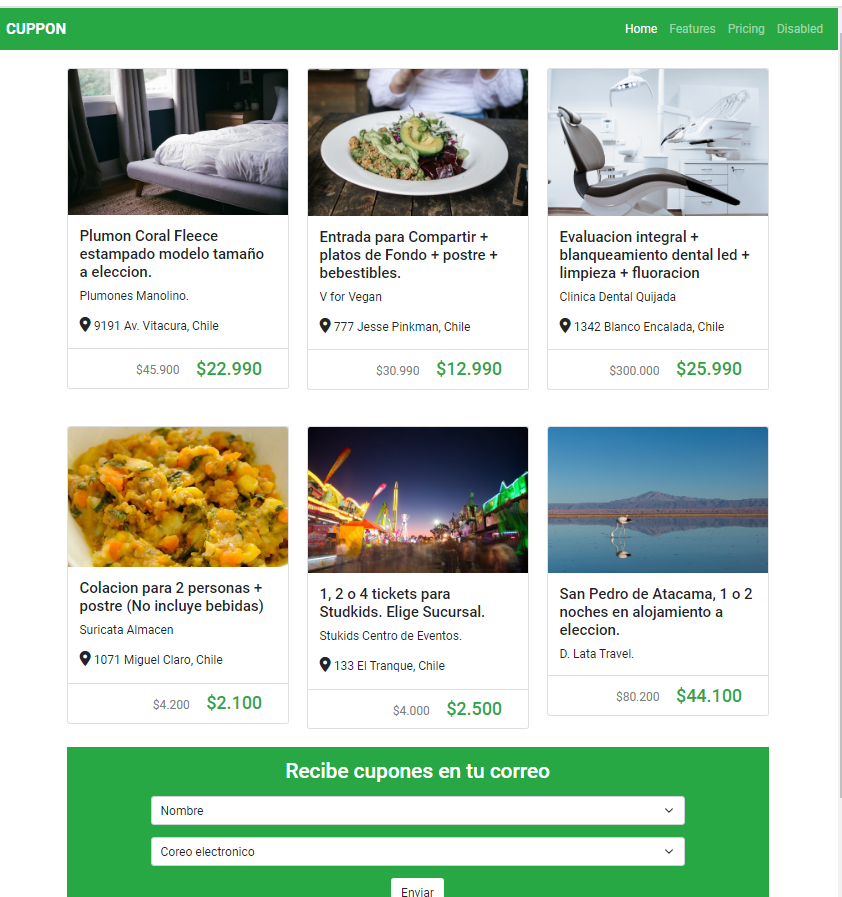 CUPPON
Home Features Pricing Disabled
Plumon Coral Fleece
estampado modelo tamaño
a eleccion.
Plumones Manolino.
9191 Av. Vitacura, Chile
$45.900 $22.990
Entrada para Compartir +
platos de Fondo + postre +
bebestibles.
V for Vegan
777 Jesse Pinkman, Chile
$30.990 $12.990
Evaluacion integral +
blanqueamiento dental led +
limpieza + fluoracion
Clinica Dental Quijada
1342 Blanco Encalada, Chile
$300.000 $25.990
Colacion para 2 personas +
postre (No incluye bebidas)
Suricata Almacen
1071 Miguel Claro, Chile
$4.200 $2.100
1, 2 o 4 tickets para
Studkids. Elige Sucursal.
Stukids Centro de Eventos.
133 El Tranque, Chile
$4.000 $2.500
San Pedro de Atacama, 1 o 2
noches en alojamiento a
eleccion.
D. Lata Travel.
$80.200 $44.100
Recibe cupones en tu correo
Nombre
Coreo electronico
Enviar